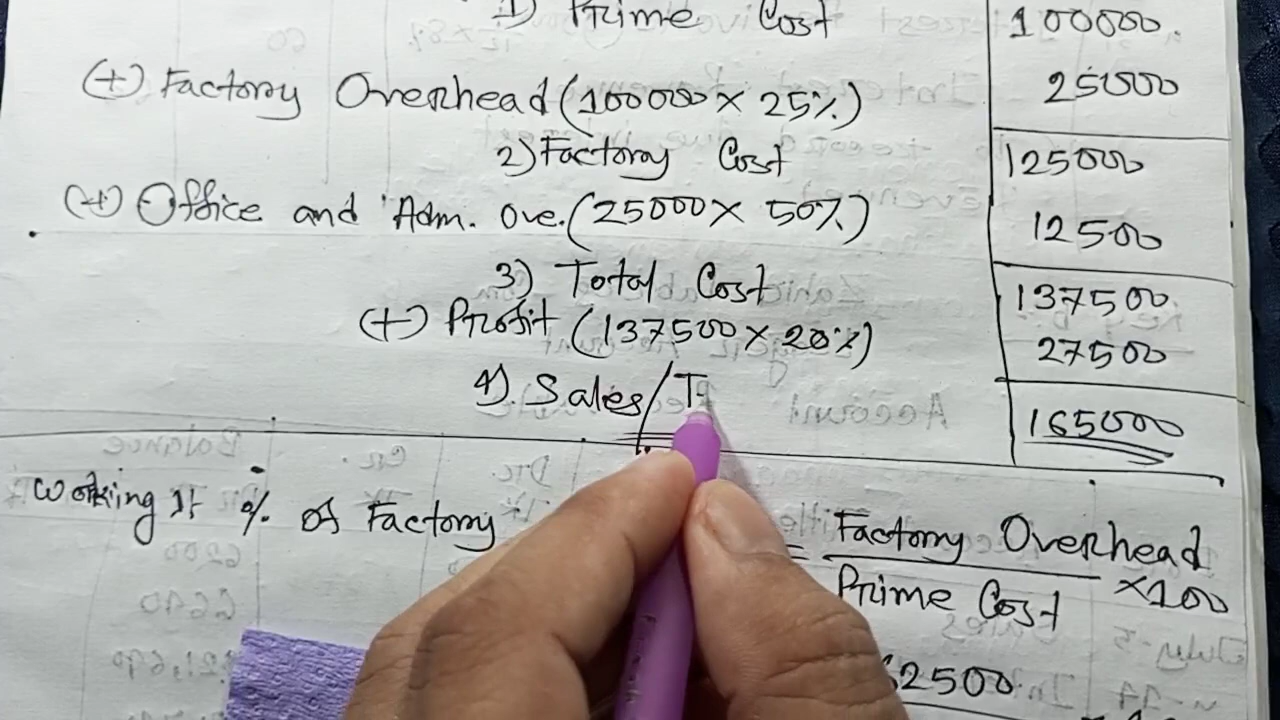 1) Prime Cost 100000.
(+) Factory Overhead (100000 × 25%) 25000
2) Factory Cost 125000
(+) Office and Adm. Ove. (25000 × 50%) 12500
3) Total Cost 137500
(+) Profit (137500 × 20%) 27500
4). Sales/T 165000
Working 1: % of Factory = Factory Overhead
Prime Cost ×100
62500